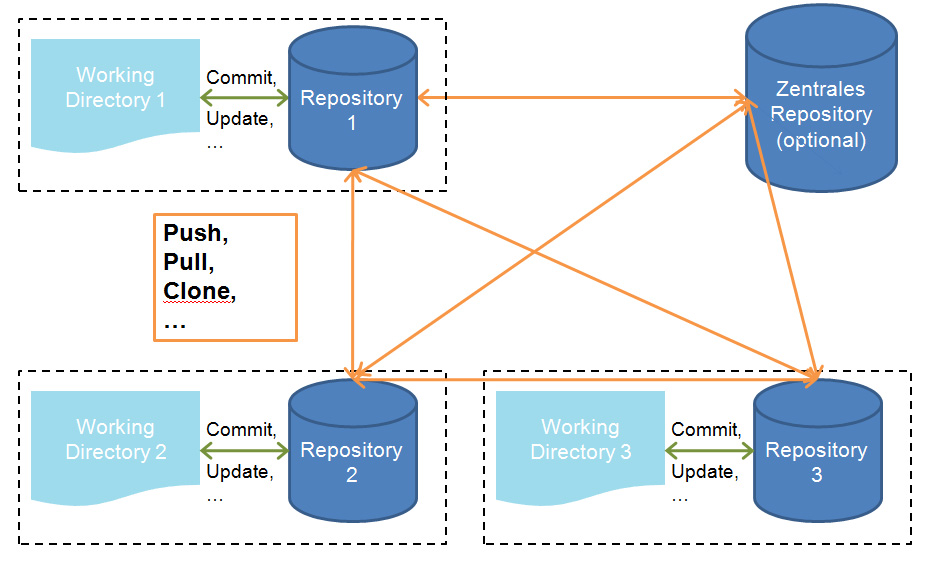 Working
Directory 1
Commit,
Update,
...
Repository
1
Zentrales
Repository
(optional)
Push,
Pull,
Clone,
...
Working
Directory 2
Commit,
Update,
...
Repository
2
Working
Directory 3
Commit,
Update,
...
Repository
3